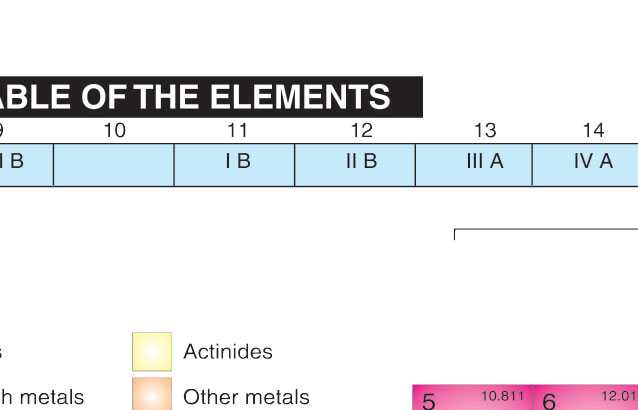 ABLE OF THE ELEMENTS
9 10 11 12 13 14
I B I B II B III A IV A
s Actinides
h metals Other metals
5 10.811 6 12.01